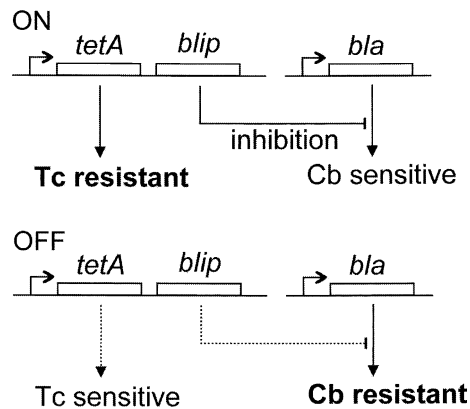 ON
tetA blip bla
inhibition
Tc resistant Cb sensitive
OFF
tetA blip bla
Tc sensitive Cb resistant